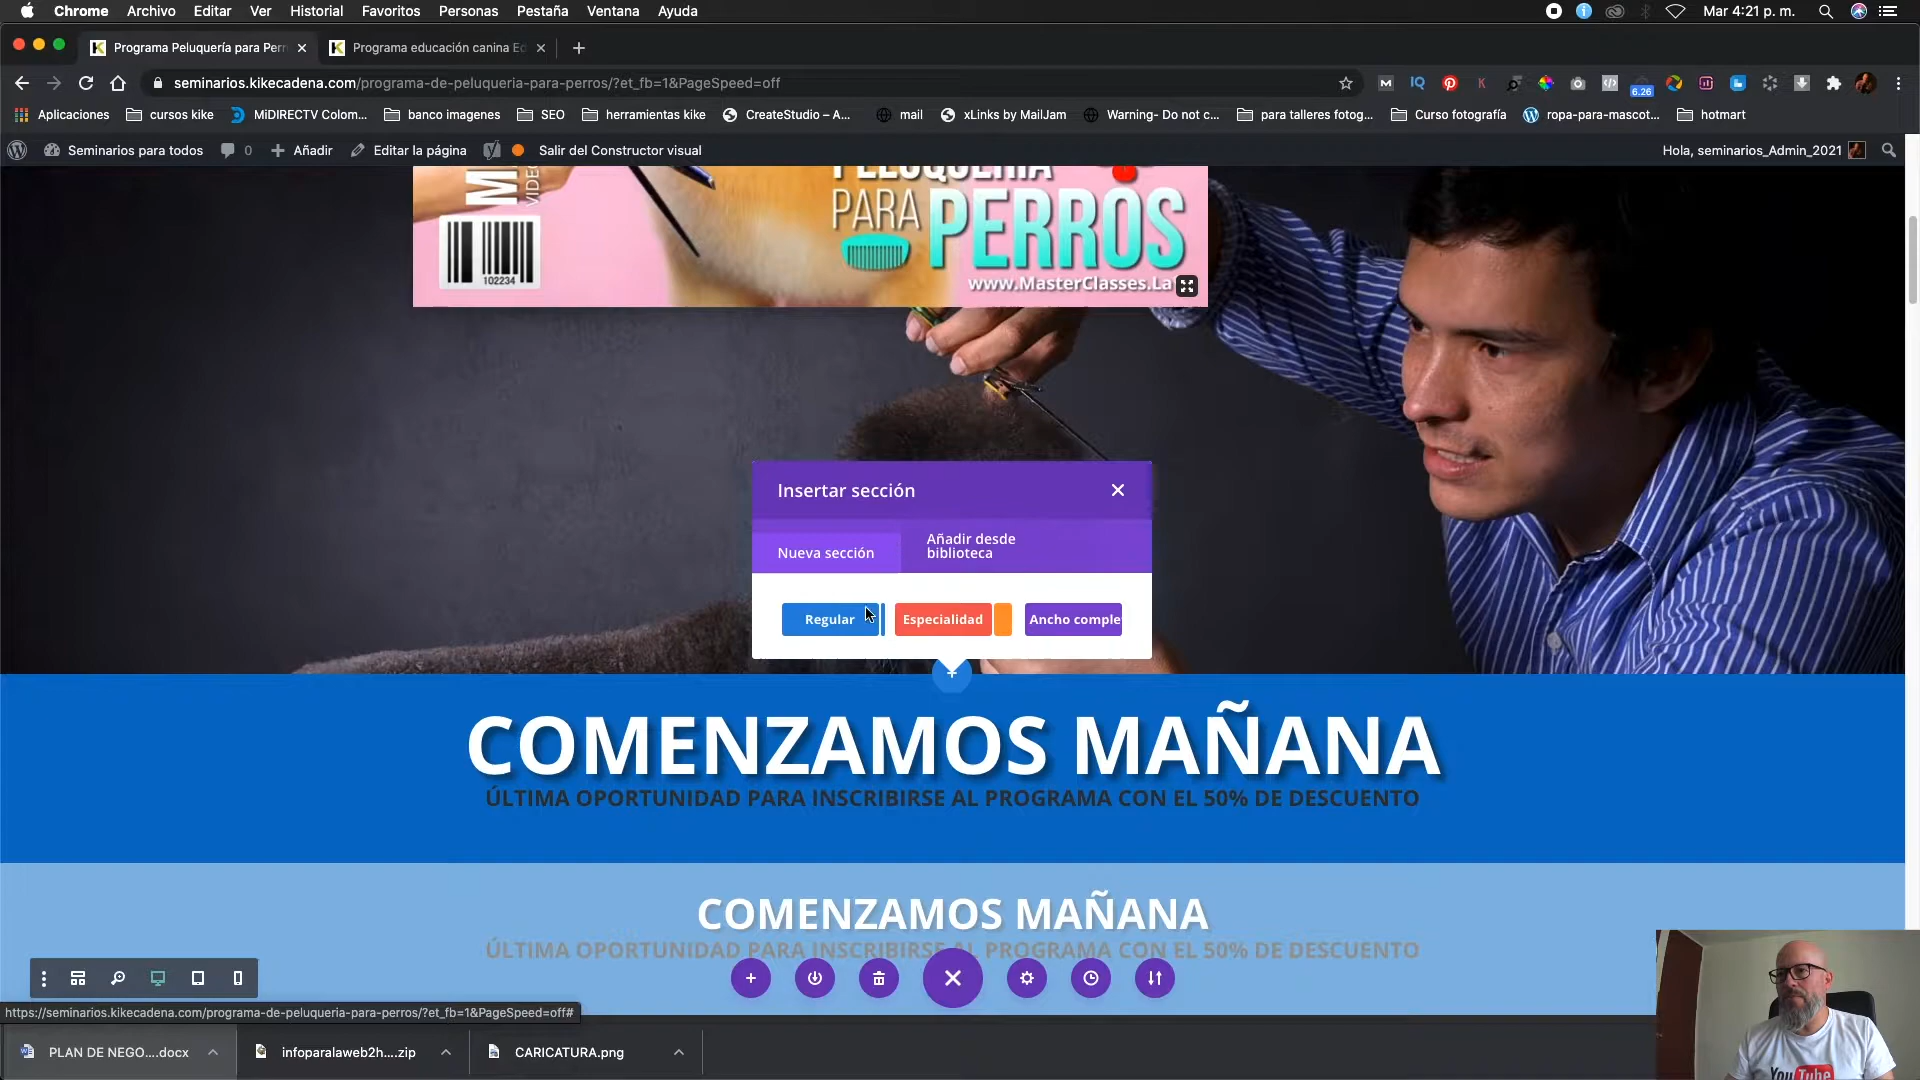 Chrome Archivo Editar Ver Historial Favoritos Personas Pestaña Ventana Ayuda
Mar 4:21 p. m.
Programa Peluquería para Perr
Programa educación canina Ed
seminarios.kikecadena.com/programa-de-peluqueria-para-perros/?et_fb=1&PageSpeed=off
6.26
Aplicaciones cursos kike MiDIRECTV Colom... banco imagenes SEO herramientas kike CreateStudio – A... mail xLinks by MailJam Warning- Do not c... para talleres fotog... Curso fotografía ropa-para-mascot... hotmart
Seminarios para todos 0 Añadir Editar la página Salir del Constructor visual
Hola, seminarios_Admin_2021
PELUQUERÍA
PARA
PERROS
www.MasterClasses.La
102234
Insertar sección
Nueva sección
Añadir desde
biblioteca
Regular Especialidad Ancho comple
COMENZAMOS MAÑANA
ÚLTIMA OPORTUNIDAD PARA INSCRIBIRSE AL PROGRAMA CON EL 50% DE DESCUENTO
COMENZAMOS MAÑANA
ÚLTIMA OPORTUNIDAD PARA INSCRIBIRSE AL PROGRAMA CON EL 50% DE DESCUENTO
https://seminarios.kikecadena.com/programa-de-peluqueria-para-perros/?et_fb=1&PageSpeed=off#
PLAN DE NEGO....docx
infoparalaweb2h....zip
CARICATURA.png
You Tube